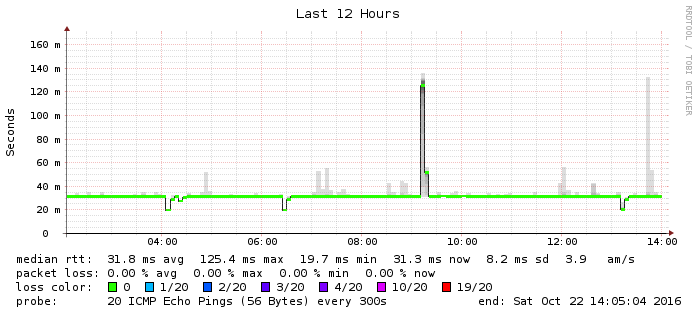 Last 12 Hours
RRDTOOL / TOBI OETIKER
Seconds
160 m
140 m
120 m
100 m
80 m
60 m
40 m
20 m
0
04:00 06:00 08:00 10:00 12:00 14:00
median rtt: 31.8 ms avg 125.4 ms max 19.7 ms min 31.3 ms now 8.2 ms sd 3.9 am/s
packet loss: 0.00 % avg 0.00 % max 0.00 % min 0.00 % now
loss color: 0 1/20 2/20 3/20 4/20 10/20 19/20
probe: 20 ICMP Echo Pings (56 Bytes) every 300s end: Sat Oct 22 14:05:04 2016